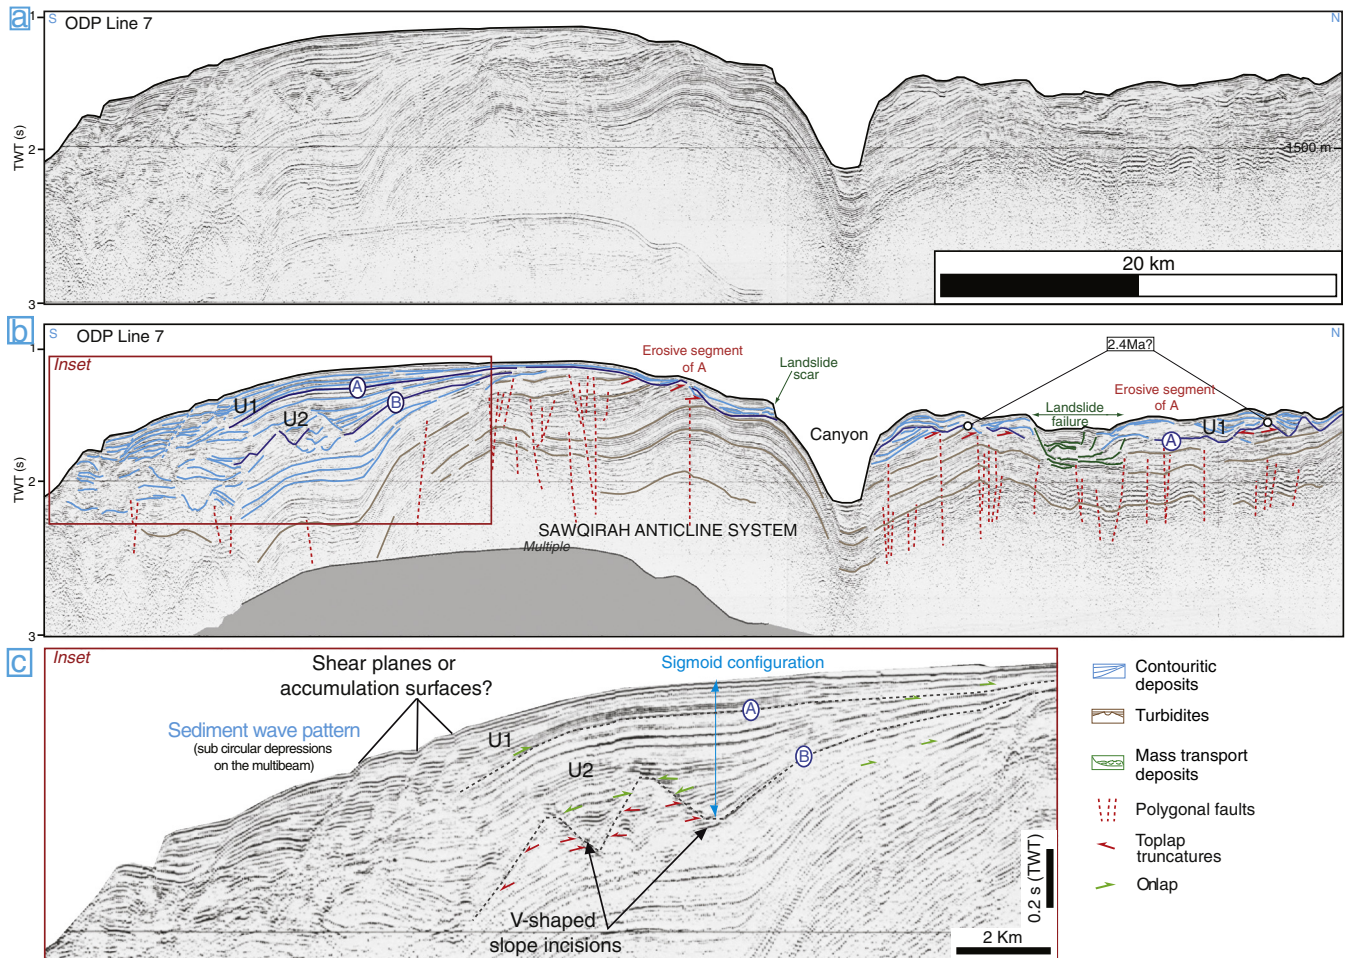 a
S
ODP Line 7
N
1
TWT (s)
2
1500 m
20 km
3
b
S
ODP Line 7
N
1
Inset
Erosive segment
of A
Landslide
scar
2.4Ma?
Erosive segment
of A
Landslide
failure
A
B
U1
U2
Canyon
U1
A
TWT (s)
2
SAWQIRAH ANTICLINE SYSTEM
Multiple
3
c
Inset
Shear planes or
accumulation surfaces?
Sigmoid configuration
Sediment wave pattern
(sub circular depressions
on the multibeam)
U1
A
B
U2
V-shaped
slope incisions
0.2 s (TWT)
2 Km
Contouritic
deposits
Turbidites
Mass transport
deposits
Polygonal faults
Toplap
truncatures
Onlap